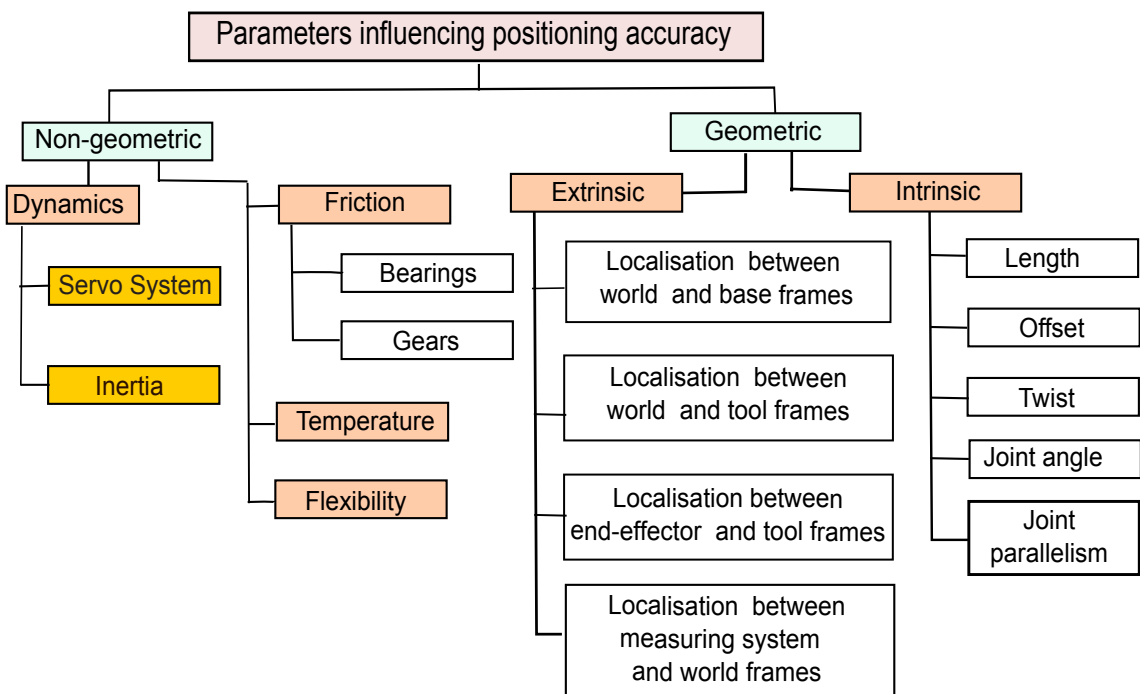 Parameters influencing positioning accuracy
Non-geometric
Geometric
Dynamics
Friction
Extrinsic
Intrinsic
Servo System
Inertia
Bearings
Gears
Temperature
Flexibility
Localisation between
world and base frames
Localisation between
world and tool frames
Localisation between
end-effector and tool frames
Localisation between
measuring system
and world frames
Length
Offset
Twist
Joint angle
Joint
parallelism